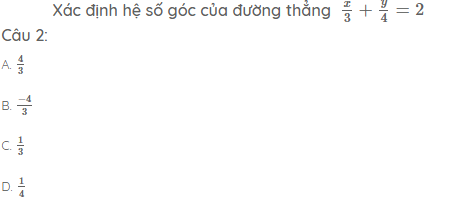 Xác định hệ số góc của đường thẳng x/3 + y/4 = 2
Câu 2:
A. 4/3
B. -4/3
C. 1/3
D. 1/4